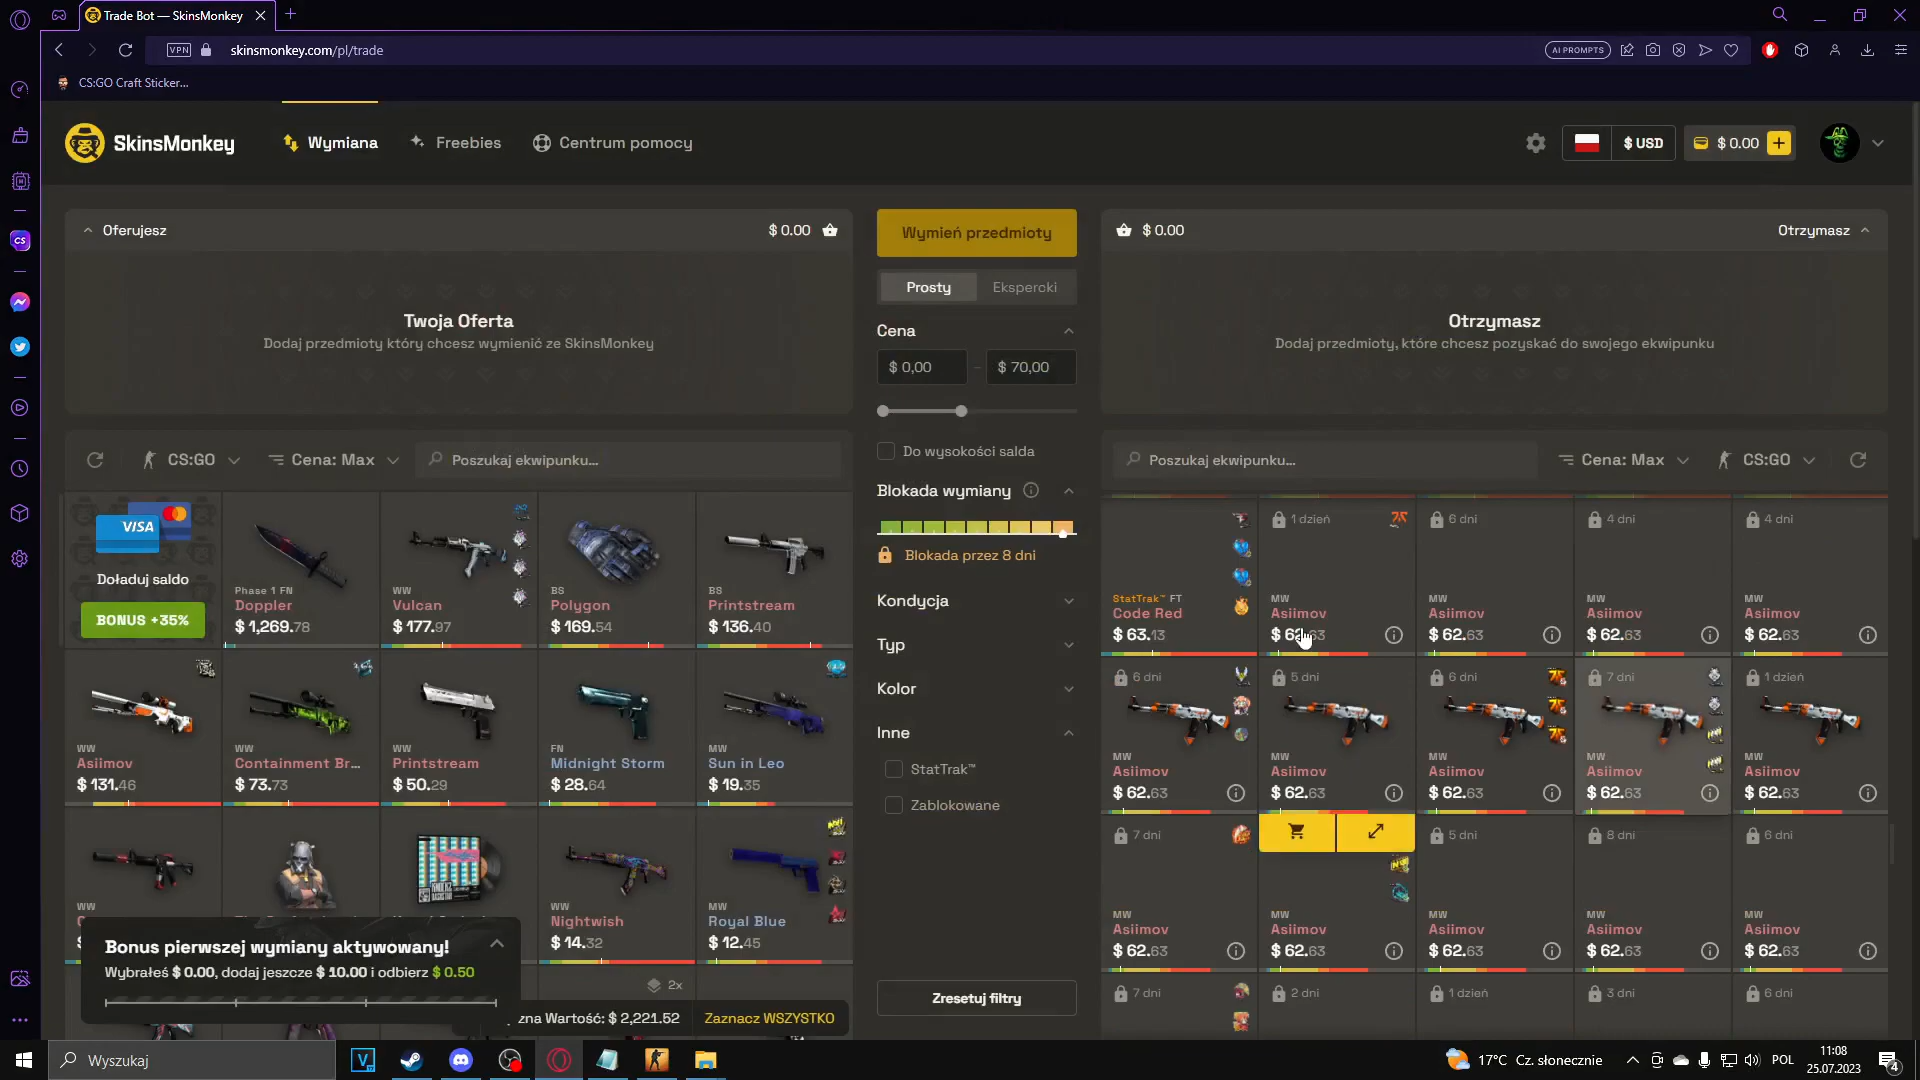 Trade Bot — SkinsMonkey
VPN
skinsmonkey.com/pl/trade
AI PROMPTS
CS:GO Craft Sticker...
SkinsMonkey
Wymiana
Freebies
Centrum pomocy
$ USD
$ 0.00
Oferujesz
$ 0.00
Twoja Oferta
Dodaj przedmioty który chcesz wymienić ze SkinsMonkey
Wymień przedmioty
Prosty
Ekspercki
Cena
$ 0,00
-
$ 70,00
Do wysokości salda
Blokada wymiany
Blokada przez 8 dni
Kondycja
Typ
Kolor
Inne
StatTrak™
Zablokowane
Zresetuj filtry
$ 0.00
Otrzymasz
Otrzymasz
Dodaj przedmioty, które chcesz pozyskać do swojego ekwipunku
CS:GO
Cena: Max
Poszukaj ekwipunku...
VISA
Doładuj saldo
BONUS +35%
Phase 1 FN
Doppler
$ 1,269.78
WW
Vulcan
$ 177.97
BS
Polygon
$ 169.54
BS
Printstream
$ 136.40
WW
Asiimov
$ 131.46
WW
Containment Br...
$ 73.73
WW
Printstream
$ 50.29
FN
Midnight Storm
$ 28.64
MW
Sun in Leo
$ 19.35
MW
Nightwish
$ 14.32
MW
Royal Blue
$ 12.45
2x
Bonus pierwszej wymiany aktywowany!
Wybrałeś $ 0.00, dodaj jeszcze $ 10.00 i odbierz $ 0.50
Wartość: $ 2,221.52
Zaznacz WSZYSTKO
Poszukaj ekwipunku...
Cena: Max
CS:GO
StatTrak™ FT
Code Red
$ 63.13
1 dzień
MW
Asiimov
$ 62.63
6 dni
MW
Asiimov
$ 62.63
4 dni
MW
Asiimov
$ 62.63
4 dni
MW
Asiimov
$ 62.63
6 dni
MW
Asiimov
$ 62.63
5 dni
MW
Asiimov
$ 62.63
6 dni
MW
Asiimov
$ 62.63
7 dni
MW
Asiimov
$ 62.63
1 dzień
MW
Asiimov
$ 62.63
7 dni
MW
Asiimov
$ 62.63
MW
Asiimov
$ 62.63
5 dni
MW
Asiimov
$ 62.63
8 dni
MW
Asiimov
$ 62.63
6 dni
MW
Asiimov
$ 62.63
7 dni
2 dni
1 dzień
3 dni
6 dni
Wyszukaj
17°C Cz. słonecznie
POL
11:08
25.07.2023
4